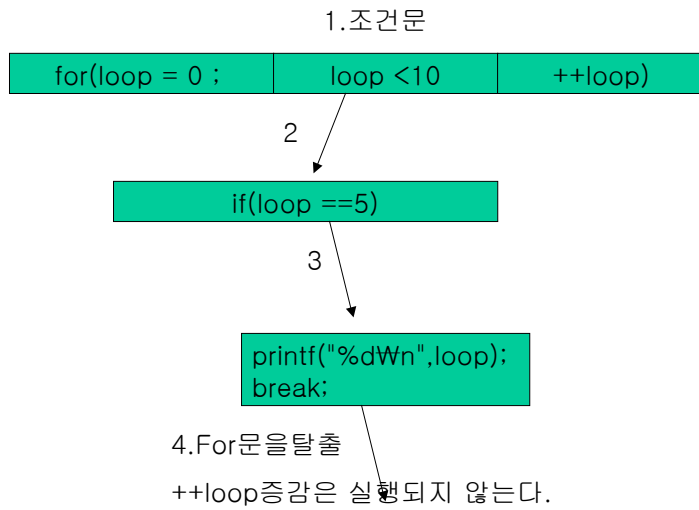 1.조건문
for(loop = 0 ; loop <10 ++loop)
2
if(loop ==5)
3
printf("%d₩n",loop);
break;
4.For문을탈출
++loop증감은 실행되지 않는다.